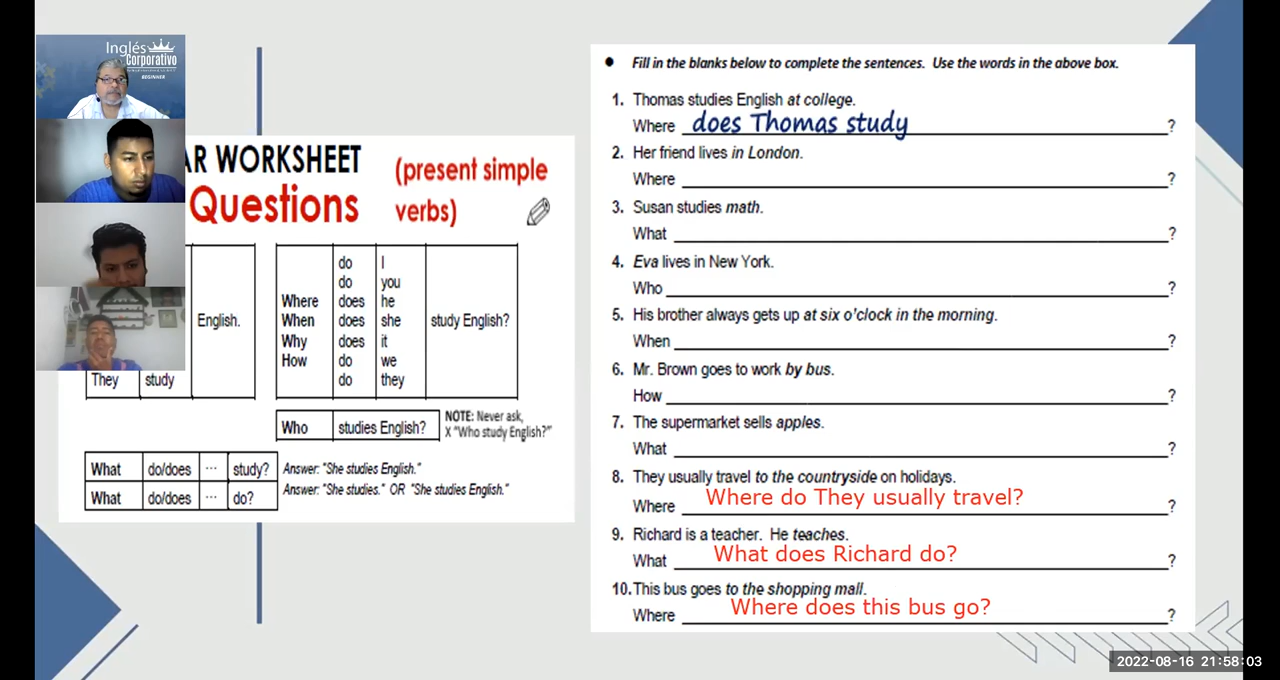 Inglés
Corporativo
BEGINNER
AR WORKSHEET
Questions
(present simple
verbs)
English.
They study
Where
When
Why
How
do I
do you
does he
does she
does it
do we
do they
study English?
Who studies English?
NOTE: Never ask,
X "Who study English?"
What do/does ... study?
Answer: "She studies English."
What do/does ... do?
Answer: "She studies." OR "She studies English."
• Fill in the blanks below to complete the sentences. Use the words in the above box.
1. Thomas studies English at college.
Where does Thomas study ?
2. Her friend lives in London.
Where ?
3. Susan studies math.
What ?
4. Eva lives in New York.
Who ?
5. His brother always gets up at six o'clock in the morning.
When ?
6. Mr. Brown goes to work by bus.
How ?
7. The supermarket sells apples.
What ?
8. They usually travel to the countryside on holidays.
Where Where do They usually travel? ?
9. Richard is a teacher. He teaches.
What What does Richard do? ?
10. This bus goes to the shopping mall.
Where Where does this bus go? ?
2022-08-16 21:58:03